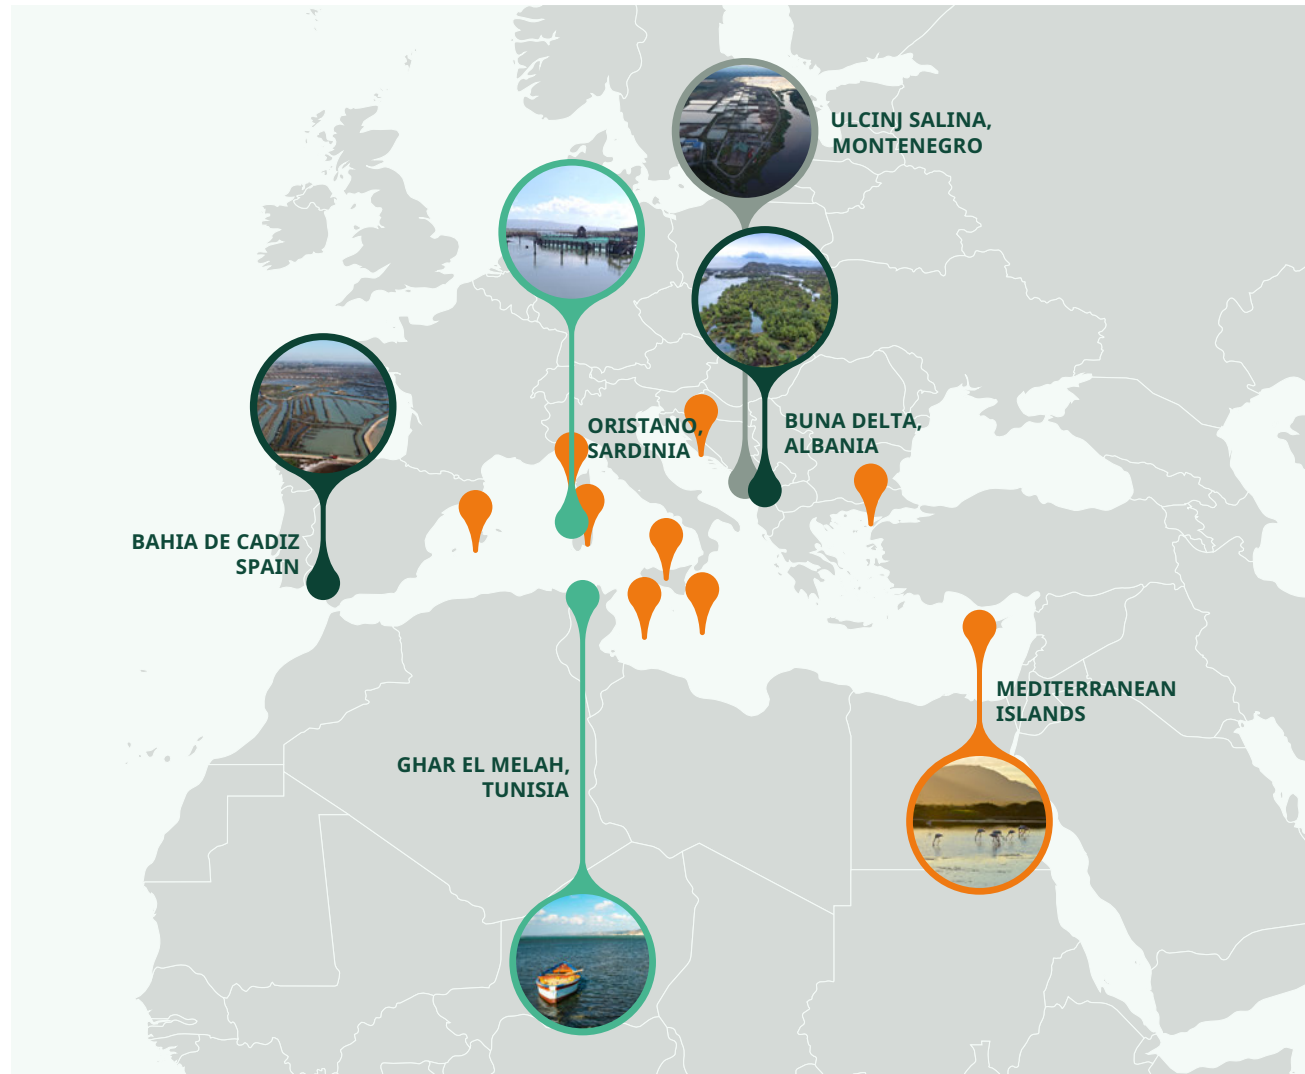 ULCINJ SALINA,
MONTENEGRO
ORISTANO,
SARDINIA
BUNA DELTA,
ALBANIA
BAHIA DE CADIZ
SPAIN
MEDITERRANEAN
ISLANDS
GHAR EL MELAH,
TUNISIA